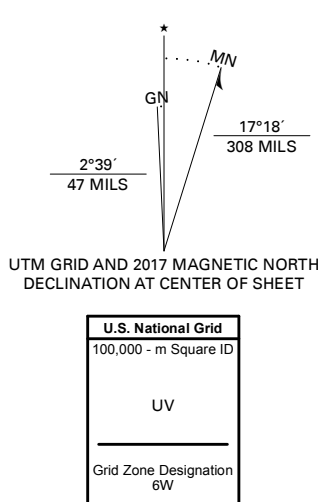 ★
MN
GN
17°18´
308 MILS
2°39´
47 MILS
UTM GRID AND 2017 MAGNETIC NORTH
DECLINATION AT CENTER OF SHEET
U.S. National Grid
100,000 - m Square ID
UV
Grid Zone Designation
6W